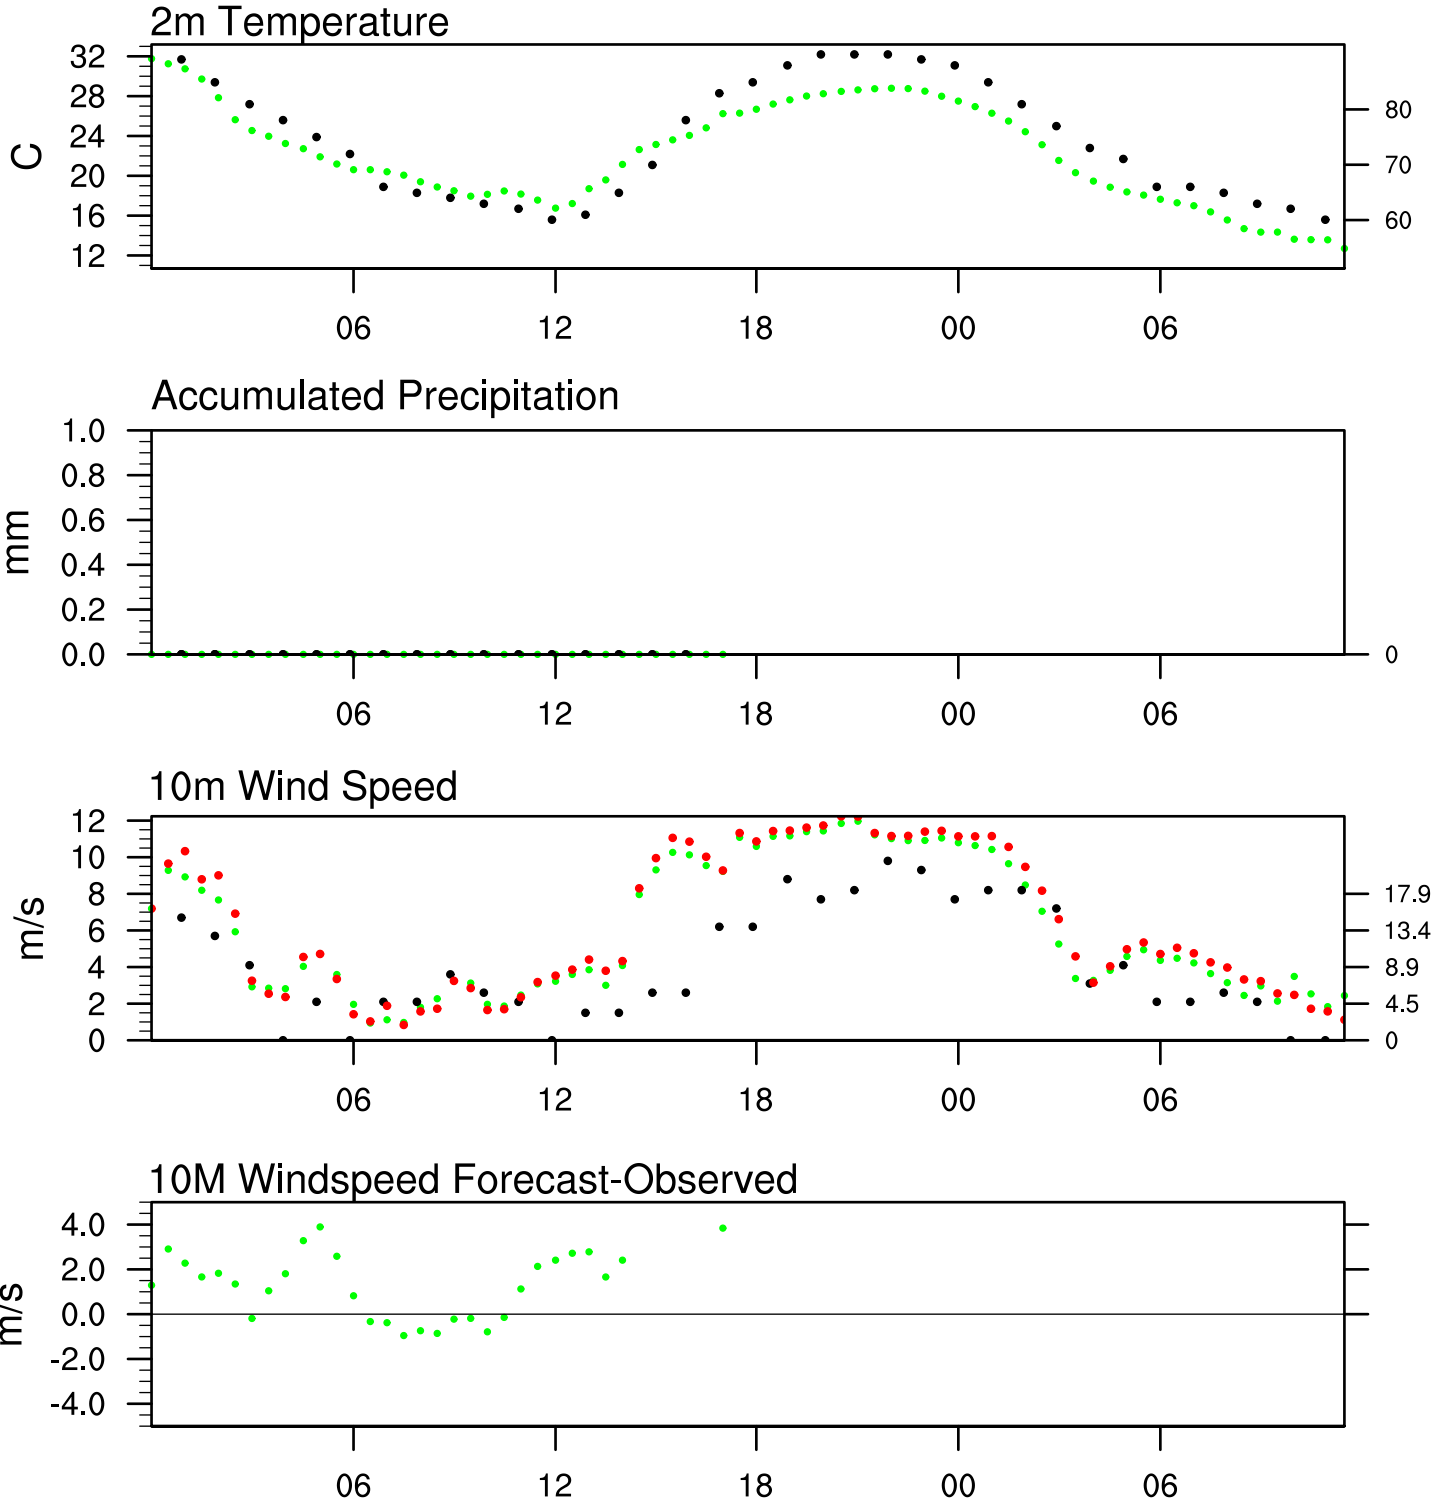 2m Temperature
32
28
24
20
16
12
C
80
70
60
06 12 18 00 06
Accumulated Precipitation
1.0
0.8
0.6
0.4
0.2
0.0
mm
0
06 12 18 00 06
10m Wind Speed
12
10
8
6
4
2
0
m/s
17.9
13.4
8.9
4.5
0
06 12 18 00 06
10M Windspeed Forecast-Observed
4.0
2.0
0.0
-2.0
-4.0
m/s
06 12 18 00 06